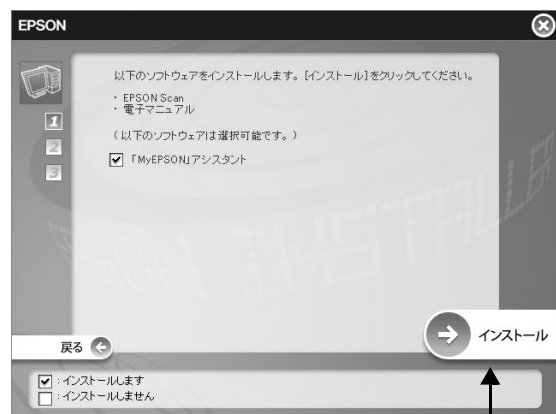 EPSON
以下のソフトウェアをインストールします。[インストール]をクリックしてください。
・EPSON Scan
・電子マニュアル
(以下のソフトウェアは選択可能です。)
「MyEPSON」アシスタント
1
2
3
インストール
戻る
：インストールします
：インストールしません